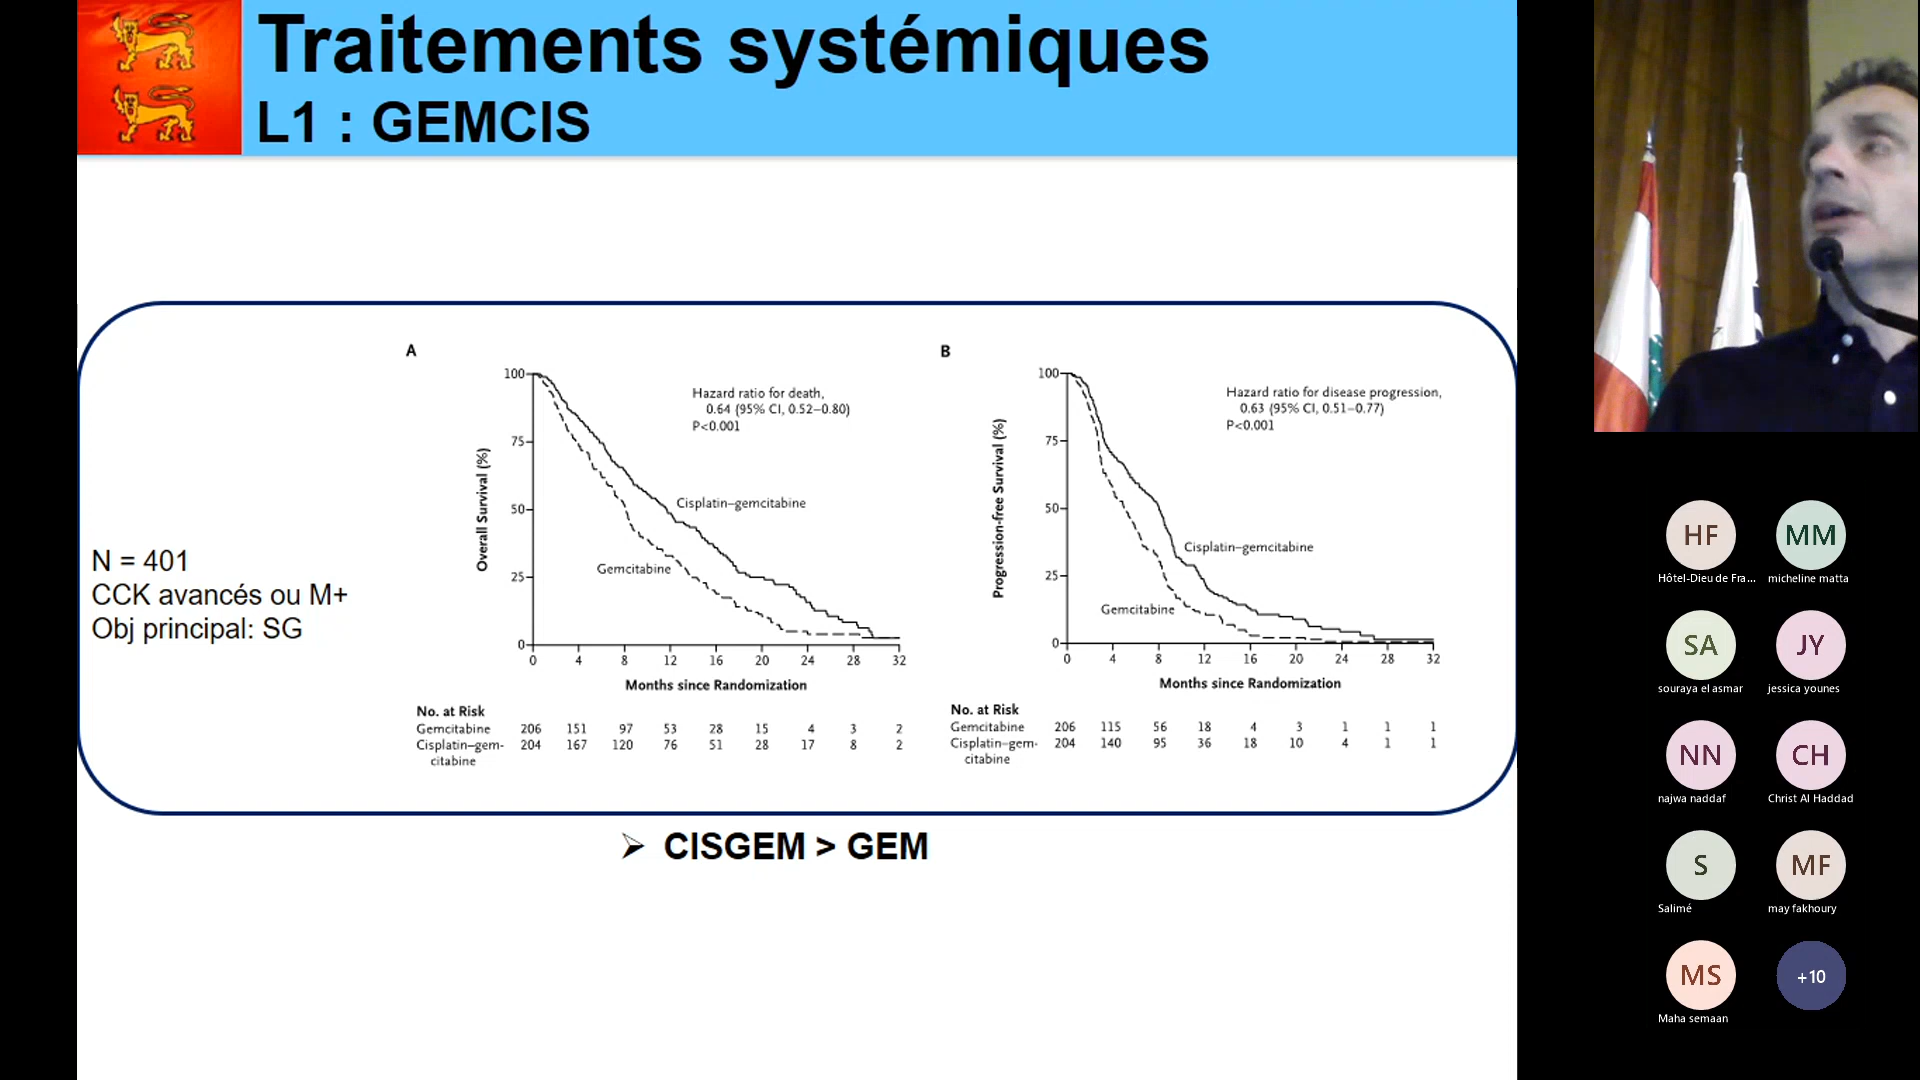 Traitements systémiques
L1 : GEMCIS
N = 401
CCK avancés ou M+
Obj principal: SG
A
Overall Survival (%)
100
75
50
25
0
Hazard ratio for death,
0.64 (95% CI, 0.52–0.80)
P<0.001
Cisplatin–gemcitabine
Gemcitabine
0 4 8 12 16 20 24 28 32
Months since Randomization
No. at Risk
Gemcitabine 206 151 97 53 28 15 4 3 2
Cisplatin–gem- 204 167 120 76 51 28 17 8 2
citabine
B
Progression-free Survival (%)
100
75
50
25
0
Hazard ratio for disease progression,
0.63 (95% CI, 0.51–0.77)
P<0.001
Cisplatin–gemcitabine
Gemcitabine
0 4 8 12 16 20 24 28 32
Months since Randomization
No. at Risk
Gemcitabine 206 115 56 18 4 3 1 1 1
Cisplatin–gem- 204 140 95 36 18 10 4 1 1
citabine
➢ CISGEM > GEM
HF
Hôtel-Dieu de Fra...
MM
micheline matta
SA
souraya el asmar
JY
jessica younes
NN
najwa naddaf
CH
Christ Al Haddad
S
Salimé
MF
may fakhoury
MS
Maha semaan
+10